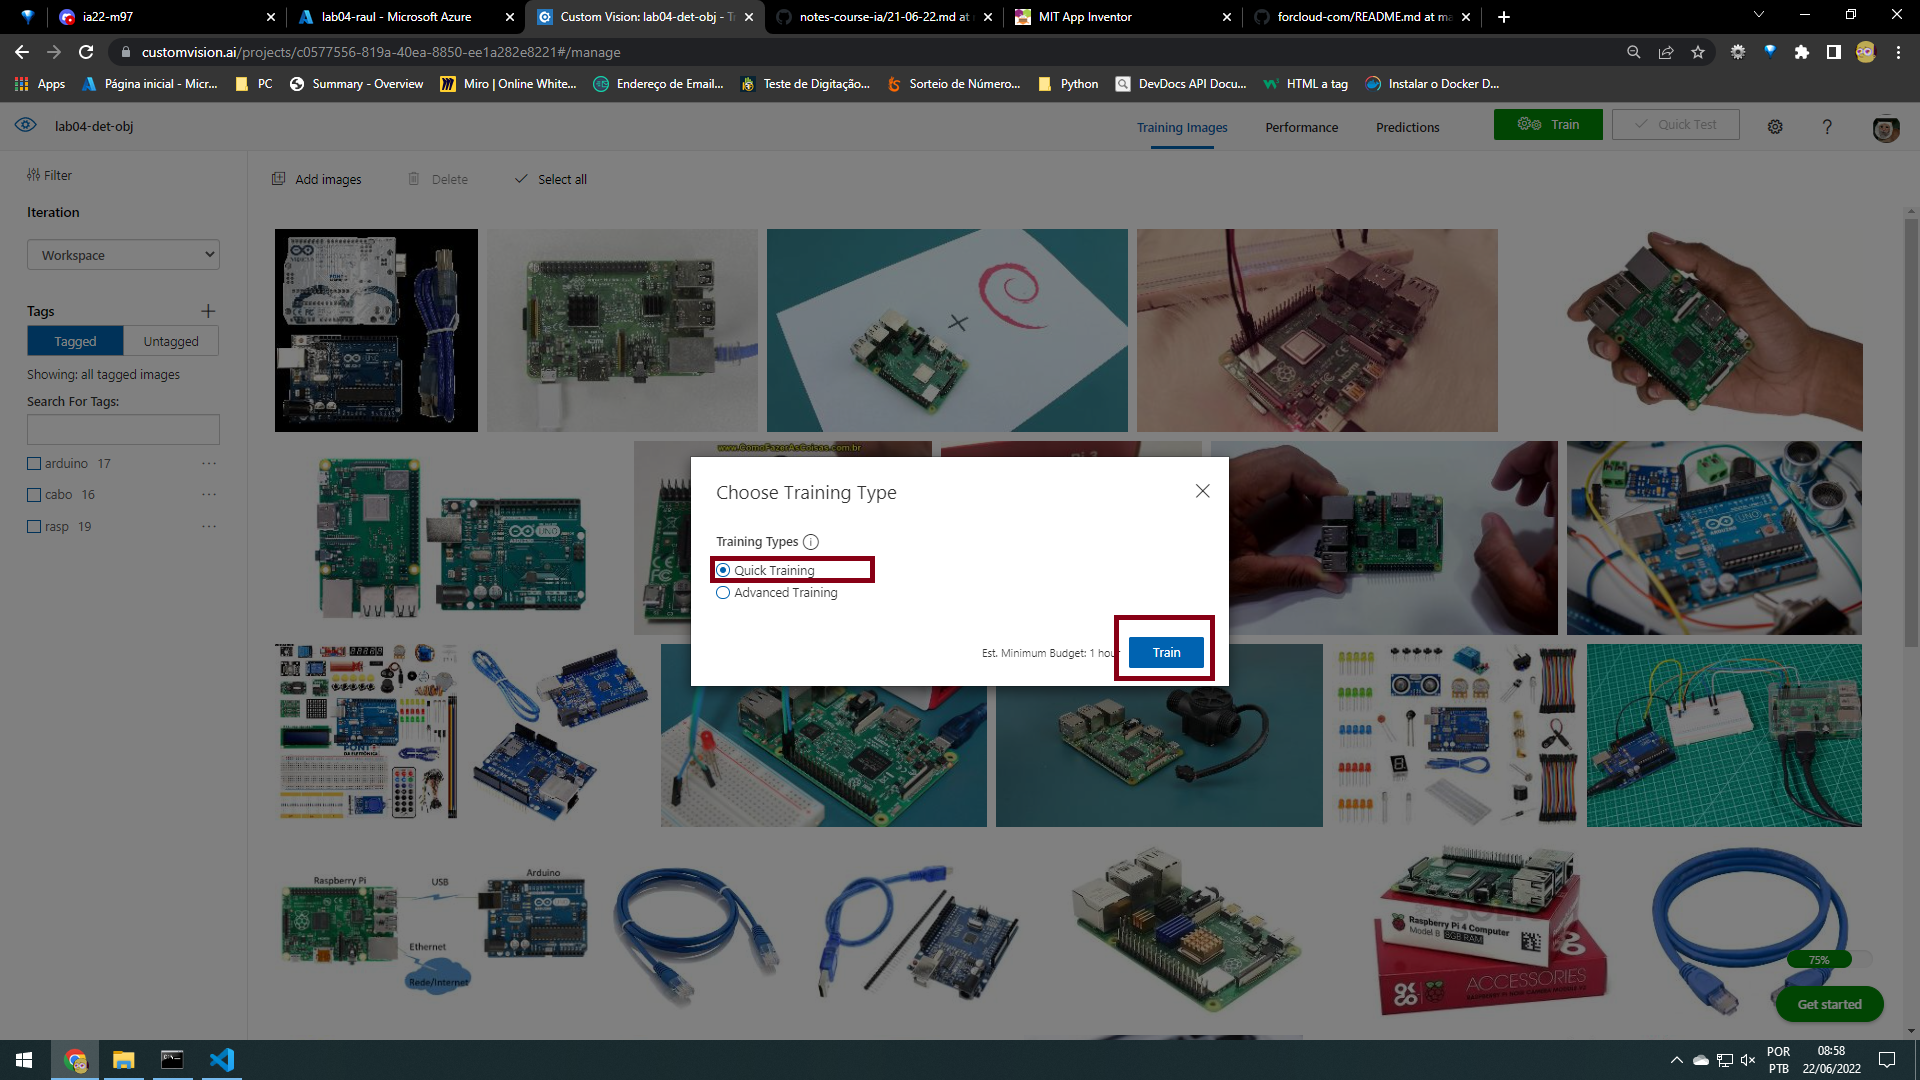 ia22-m97
lab04-raul - Microsoft Azure
Custom Vision: lab04-det-obj - Tr
notes-course-ia/21-06-22.md at
MIT App Inventor
forcloud-com/README.md at ma
customvision.ai/projects/c0577556-819a-40ea-8850-ee1a282e8221#/manage
Apps
Página inicial - Micr...
PC
Summary - Overview
Miro | Online White...
Endereço de Email...
Teste de Digitação...
Sorteio de Número...
Python
DevDocs API Docu...
HTML a tag
Instalar o Docker D...
lab04-det-obj
Training Images
Performance
Predictions
Train
Quick Test
Filter
Add images
Delete
Select all
Iteration
Workspace
Tags
Tagged
Untagged
Showing: all tagged images
Search For Tags:
arduino 17
cabo 16
rasp 19
www.ComoFazerAsCoisas.com.br
Choose Training Type
Training Types
Quick Training
Advanced Training
Est. Minimum Budget: 1 hour
Train
UNO
Raspberry Pi
USB
Arduino
Ethernet
Rede/Internet
Raspberry Pi 4 Computer
Model B 8GB RAM
ACCESSORIES
75%
Get started
POR
PTB
08:58
22/06/2022